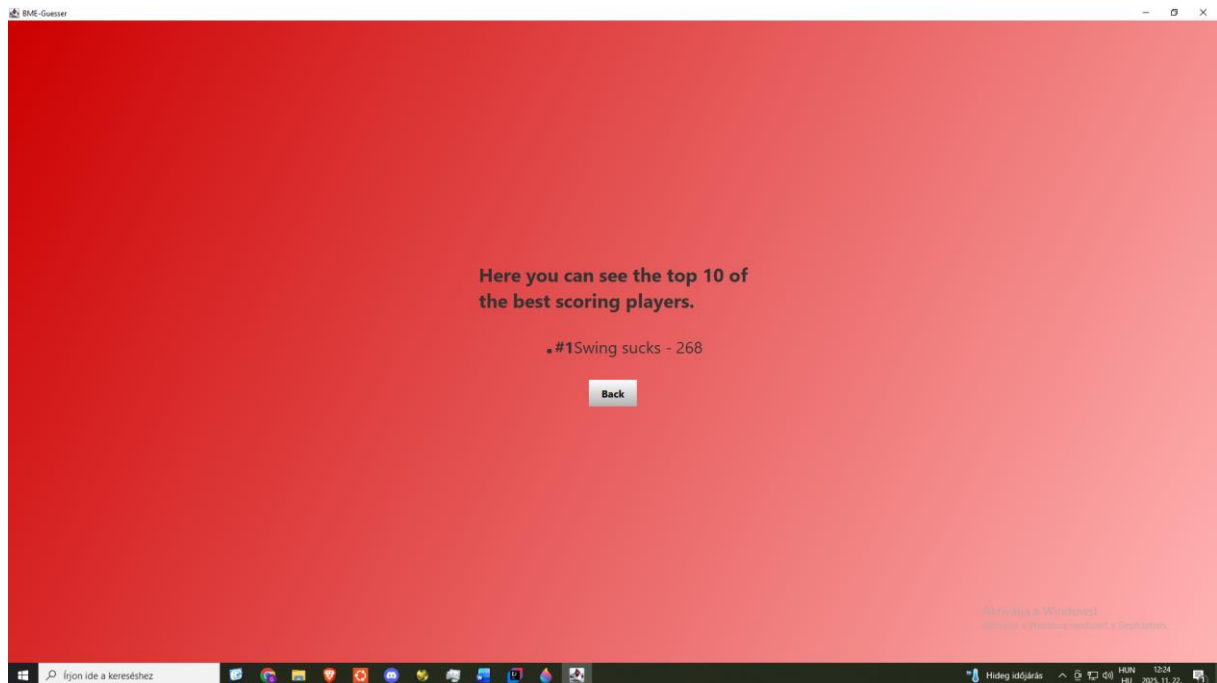 BME-Guesser
Here you can see the top 10 of
the best scoring players.
#1Swing sucks - 268
Back
Írjon ide a kereséshez
Hideg időjárás
HUN
12:24
HU
2025. 11. 22.